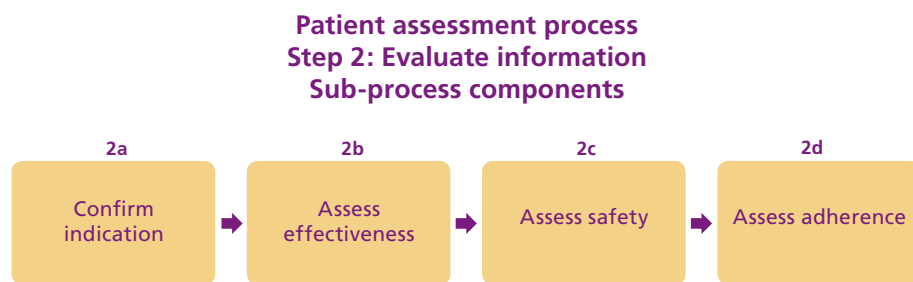 Patient assessment process
Step 2: Evaluate information
Sub-process components
2a
2b
2c
2d
Confirm
indication
Assess
effectiveness
Assess safety
Assess adherence